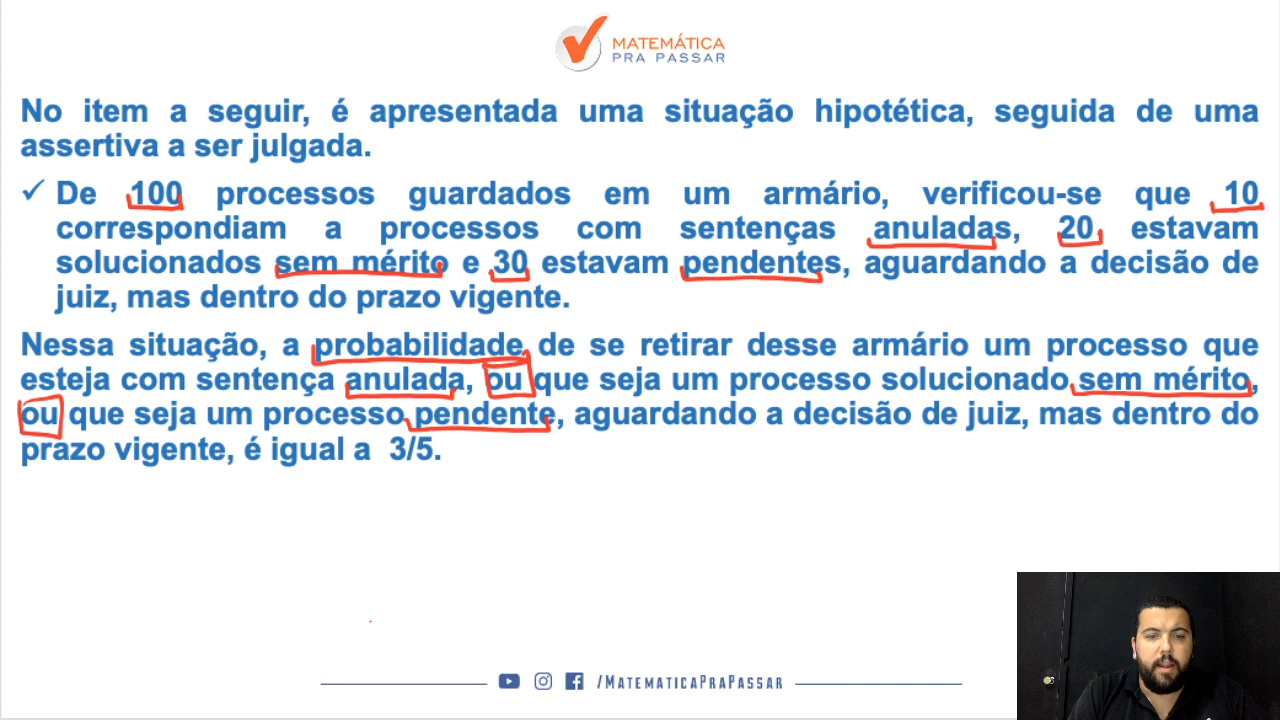 MATEMÁTICA
PRA PASSAR
No item a seguir, é apresentada uma situação hipotética, seguida de uma
assertiva a ser julgada.
✓ De 100 processos guardados em um armário, verificou-se que 10
correspondiam a processos com sentenças anuladas, 20 estavam
solucionados sem mérito e 30 estavam pendentes, aguardando a decisão de
juiz, mas dentro do prazo vigente.
Nessa situação, a probabilidade de se retirar desse armário um processo que
esteja com sentença anulada, ou que seja um processo solucionado sem mérito,
ou que seja um processo pendente, aguardando a decisão de juiz, mas dentro do
prazo vigente, é igual a 3/5.
/MATEMATICAPRAPASSAR